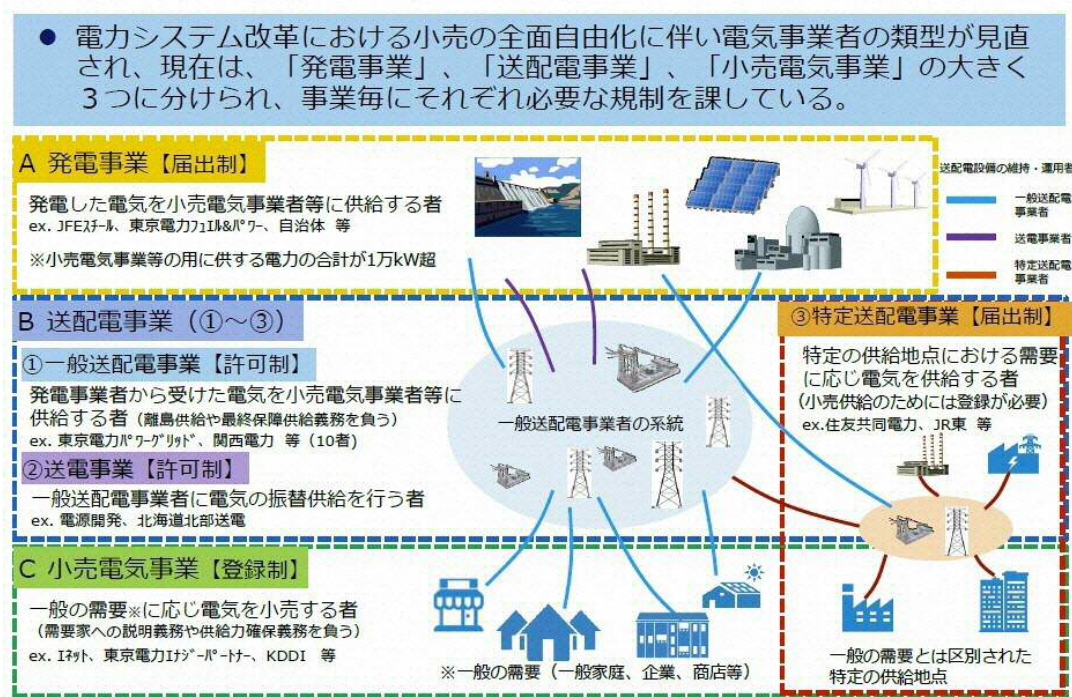 ● 電力システム改革における小売の全面自由化に伴い電気事業者の類型が見直
され、現在は、「発電事業」、「送配電事業」、「小売電気事業」の大きく
３つに分けられ、事業毎にそれぞれ必要な規制を課している。
A 発電事業【届出制】
発電した電気を小売電気事業者等に供給する者
ex. JFEｽﾁｰﾙ、東京電力ﾌｭｴﾙ&ﾊﾟﾜｰ、自治体 等
※小売電気事業等の用に供する電力の合計が1万kW超
送配電設備の維持・運用者
一般送配電
事業者
送電事業者
特定送配電
事業者
B 送配電事業（①～③）
①一般送配電事業【許可制】
発電事業者から受けた電気を小売電気事業者等に
供給する者（離島供給や最終保障供給義務を負う）
ex. 東京電力ﾊﾟﾜｰｸﾞﾘｯﾄﾞ、関西電力 等（10者）
②送電事業【許可制】
一般送配電事業者に電気の振替供給を行う者
ex. 電源開発、北海道北部送電
一般送配電事業者の系統
③特定送配電事業【届出制】
特定の供給地点における需要
に応じ電気を供給する者
（小売供給のためには登録が必要）
ex.住友共同電力、JR東 等
C 小売電気事業【登録制】
一般の需要※に応じ電気を小売する者
（需要家への説明義務や供給力確保義務を負う）
ex. ｴﾈｯﾄ、東京電力ｴﾅｼﾞｰﾊﾟｰﾄﾅｰ、KDDI 等
※一般の需要（一般家庭、企業、商店等）
一般の需要とは区別された
特定の供給地点